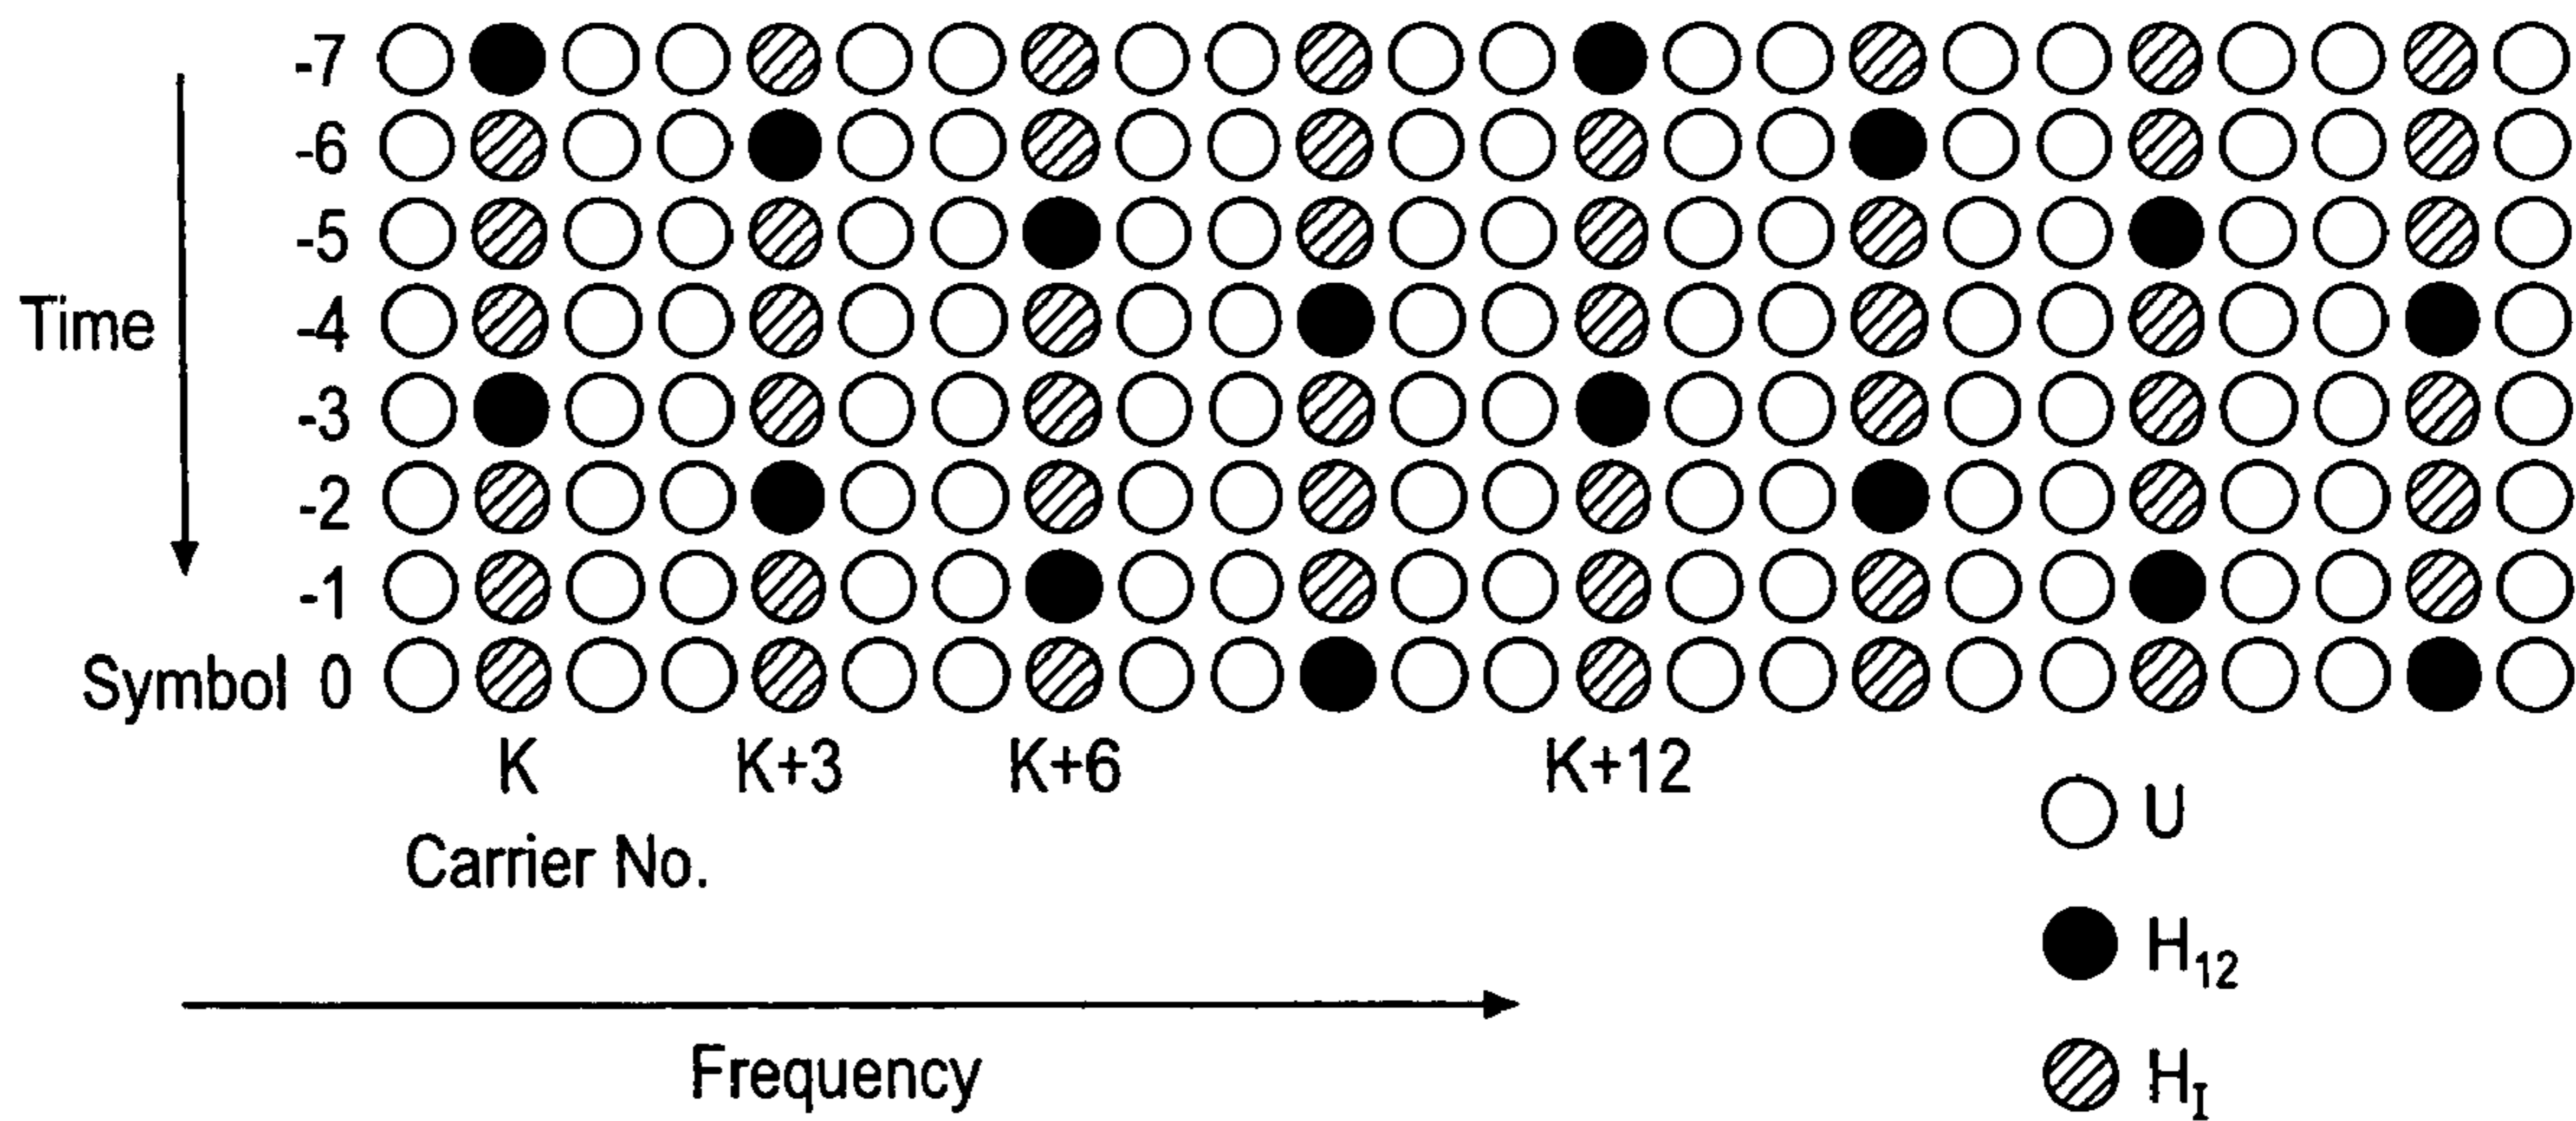 -7
-6
-5
Time -4
-3
-2
-1
Symbol 0
K K+3 K+6 K+12
Carrier No.
Frequency
U
H12
HI